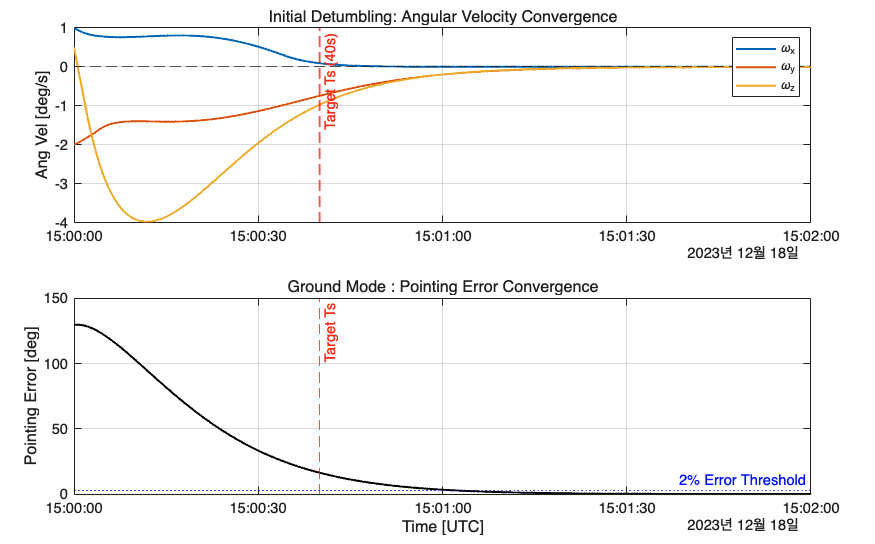 Initial Detumbling: Angular Velocity Convergence
Ang Vel [deg/s]
1
0
-1
-2
-3
-4
Target Ts (40s)
ωx
ωy
ωz
15:00:00
15:00:30
15:01:00
15:01:30
15:02:00
2023년 12월 18일
Ground Mode : Pointing Error Convergence
Pointing Error [deg]
150
100
50
0
Target Ts
2% Error Threshold
15:00:00
15:00:30
15:01:00
15:01:30
15:02:00
Time [UTC]
2023년 12월 18일